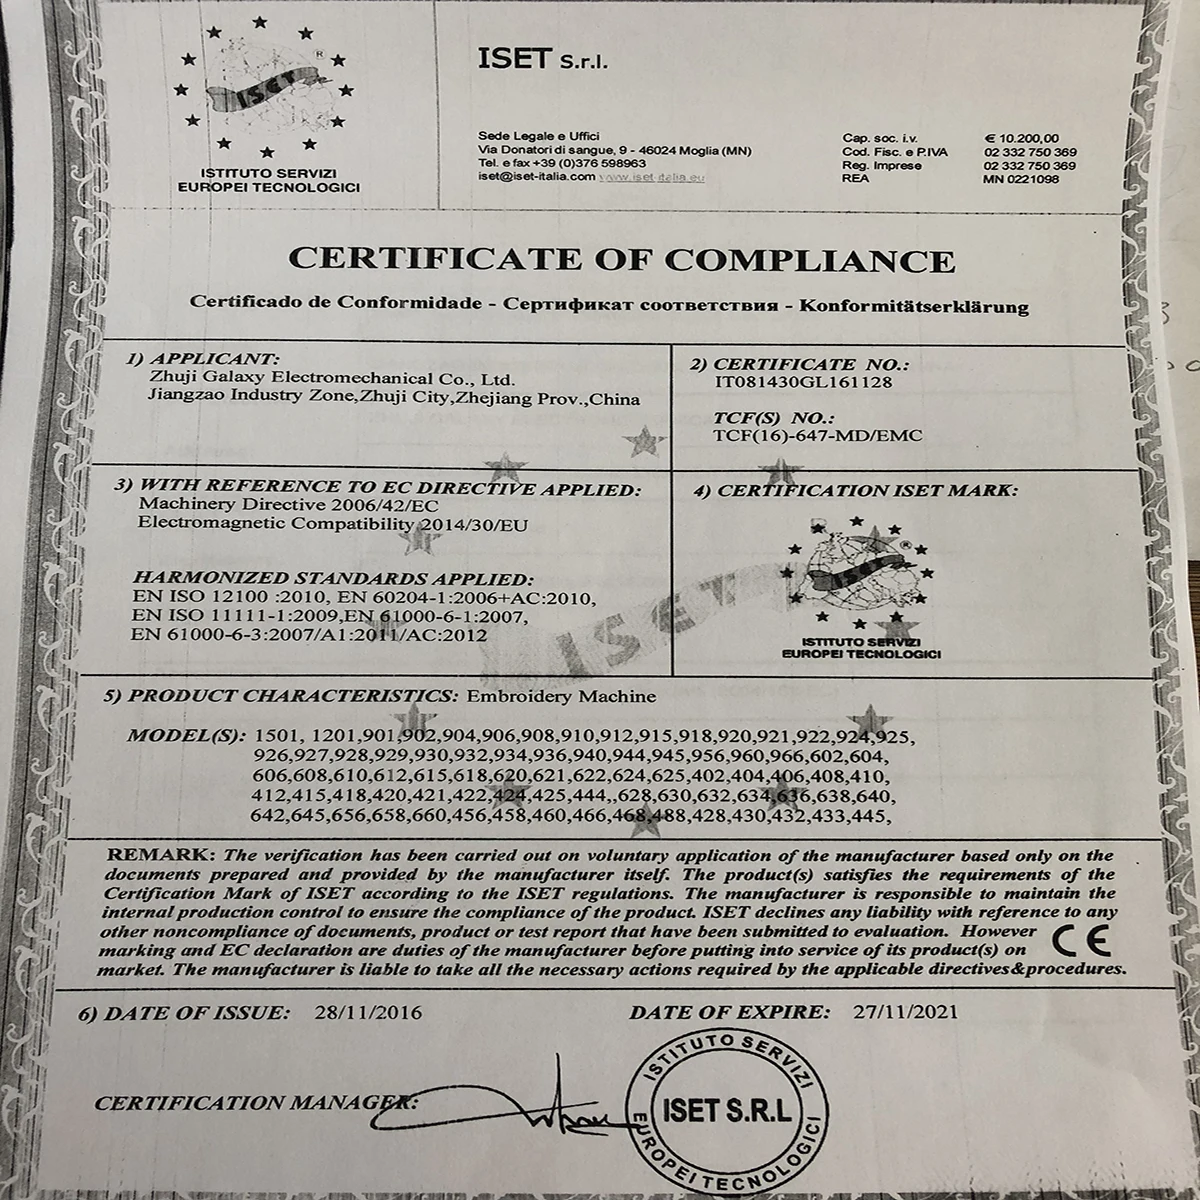 ISET
®
ISTITUTO SERVIZI
EUROPEI TECNOLOGICI
ISET S.r.l.
Sede Legale e Uffici
Via Donatori di sangue, 9 - 46024 Moglia (MN)
Tel. e fax +39 (0)376 598963
iset@iset-italia.com www.iset-italia.eu
Cap. soc. i.v. € 10.200,00
Cod. Fisc. e P.IVA 02 332 750 369
Reg. Imprese 02 332 750 369
REA MN 0221098
CERTIFICATE OF COMPLIANCE
Certificado de Conformidade - Сертификат соответствия - Konformitätserklärung
1) APPLICANT:
Zhuji Galaxy Electromechanical Co., Ltd.
Jiangzao Industry Zone,Zhuji City,Zhejiang Prov.,China
2) CERTIFICATE NO.:
IT081430GL161128
TCF(S) NO.:
TCF(16)-647-MD/EMC
3) WITH REFERENCE TO EC DIRECTIVE APPLIED:
Machinery Directive 2006/42/EC
Electromagnetic Compatibility 2014/30/EU
HARMONIZED STANDARDS APPLIED:
EN ISO 12100 :2010, EN 60204-1:2006+AC:2010,
EN ISO 11111-1:2009,EN 61000-6-1:2007,
EN 61000-6-3:2007/A1:2011/AC:2012
4) CERTIFICATION ISET MARK:
ISET
®
ISTITUTO SERVIZI
EUROPEI TECNOLOGICI
ISET
5) PRODUCT CHARACTERISTICS: Embroidery Machine
MODEL(S): 1501, 1201,901,902,904,906,908,910,912,915,918,920,921,922,924,925,
926,927,928,929,930,932,934,936,940,944,945,956,960,966,602,604,
606,608,610,612,615,618,620,621,622,624,625,402,404,406,408,410,
412,415,418,420,421,422,424,425,444,,628,630,632,634,636,638,640,
642,645,656,658,660,456,458,460,466,468,488,428,430,432,433,445,
REMARK: The verification has been carried out on voluntary application of the manufacturer based only on the
documents prepared and provided by the manufacturer itself. The product(s) satisfies the requirements of the
Certification Mark of ISET according to the ISET regulations. The manufacturer is responsible to maintain the
internal production control to ensure the compliance of the product. ISET declines any liability with reference to any
other noncompliance of documents, product or test report that have been submitted to evaluation. However
marking and EC declaration are duties of the manufacturer before putting into service of its product(s) on
market. The manufacturer is liable to take all the necessary actions required by the applicable directives&procedures.
CE
6) DATE OF ISSUE: 28/11/2016
DATE OF EXPIRE: 27/11/2021
CERTIFICATION MANAGER:
ISTITUTO SERVIZI
ISET S.R.L
EUROPEI TECNOLOGICI